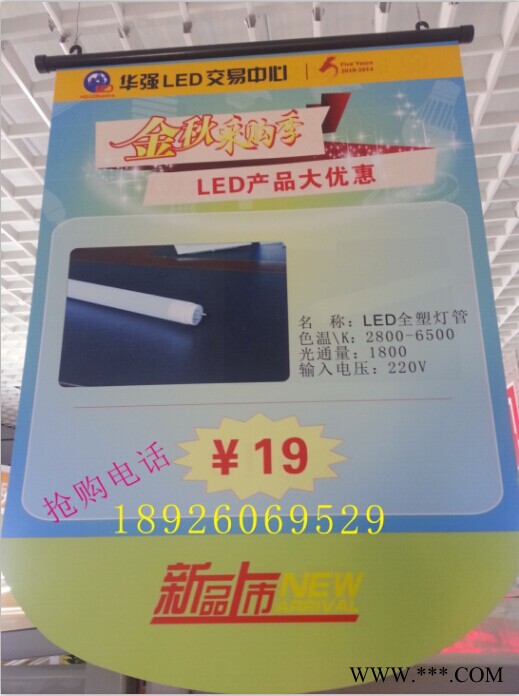 华强LED交易中心
5 Five Years
2010-2014
金秋采购季
LED产品大优惠
名 称：LED全塑灯管
色温\K：2800-6500
光通量：1800
输入电压：220V
¥19
抢购电话
18926069529
新品上市 NEW ARRIVAL
WWW.***.COM